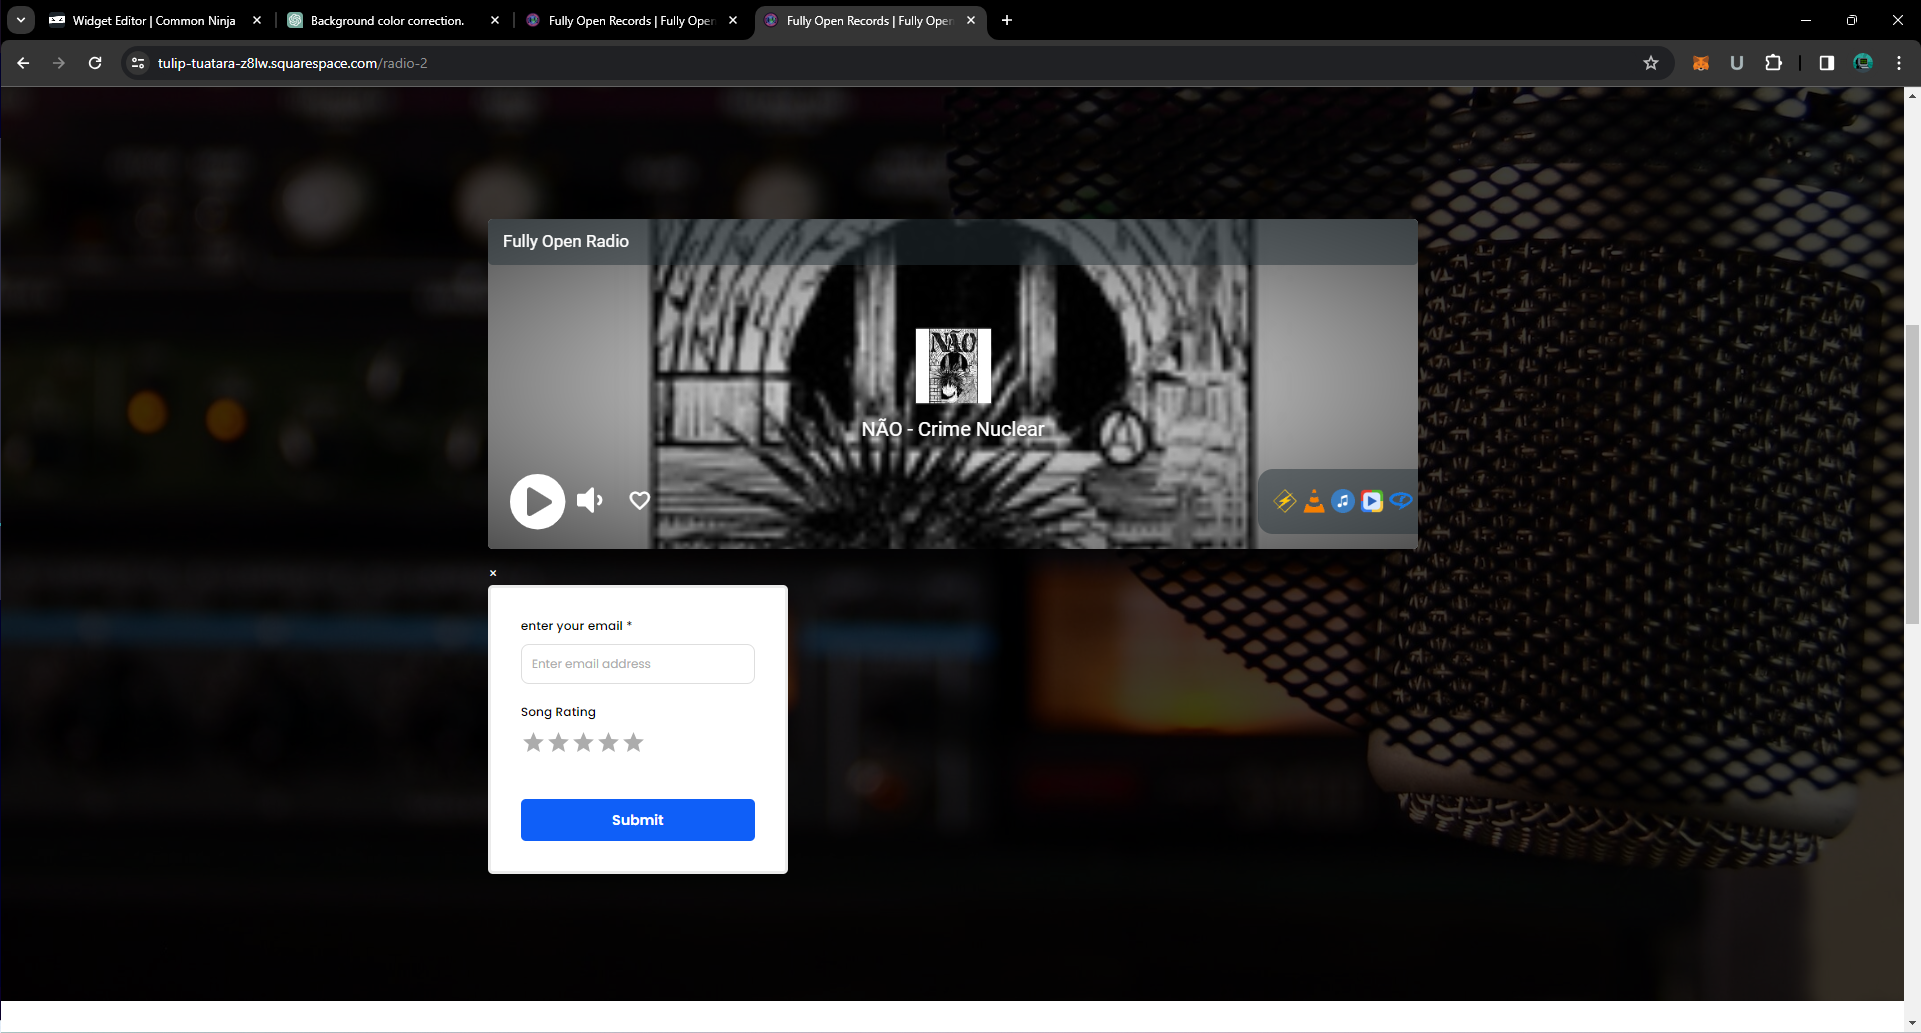 Widget Editor | Common Ninja
Background color correction.
Fully Open Records | Fully Open
Fully Open Records | Fully Open
tulip-tuatara-z8lw.squarespace.com/radio-2
Fully Open Radio
NÃO
NÃO - Crime Nuclear
×
enter your email *
Enter email address
Song Rating
Submit